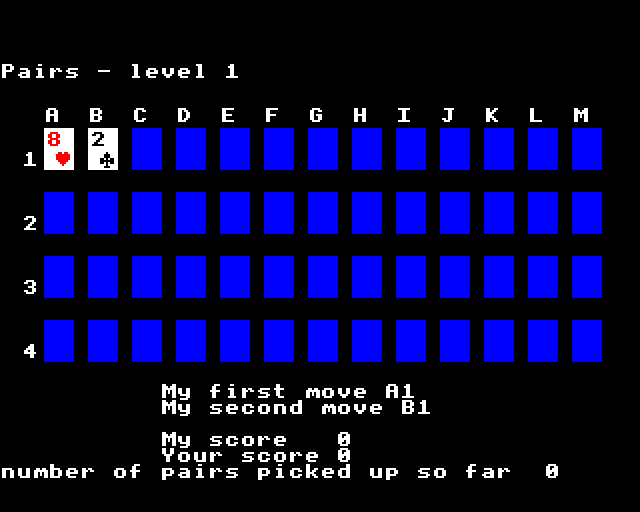 Pairs - level 1
A B C D E F G H I J K L M
8 2
1
2
3
4
My first move A1
My second move B1
My score 0
Your score 0
number of pairs picked up so far 0